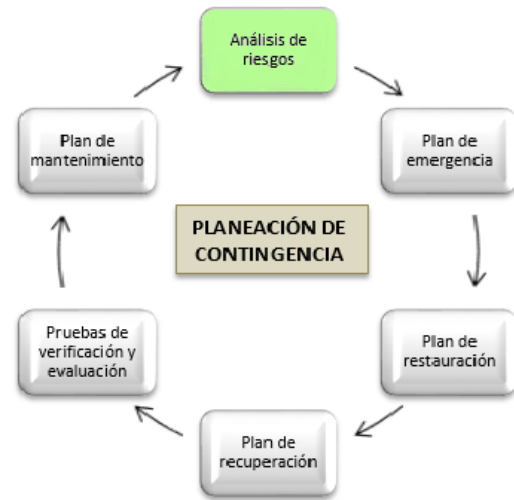 Análisis de
riesgos
Plan de
emergencia
Plan de
restauración
Plan de
recuperación
Pruebas de
verificación y
evaluación
Plan de
mantenimiento
PLANEACIÓN DE
CONTINGENCIA